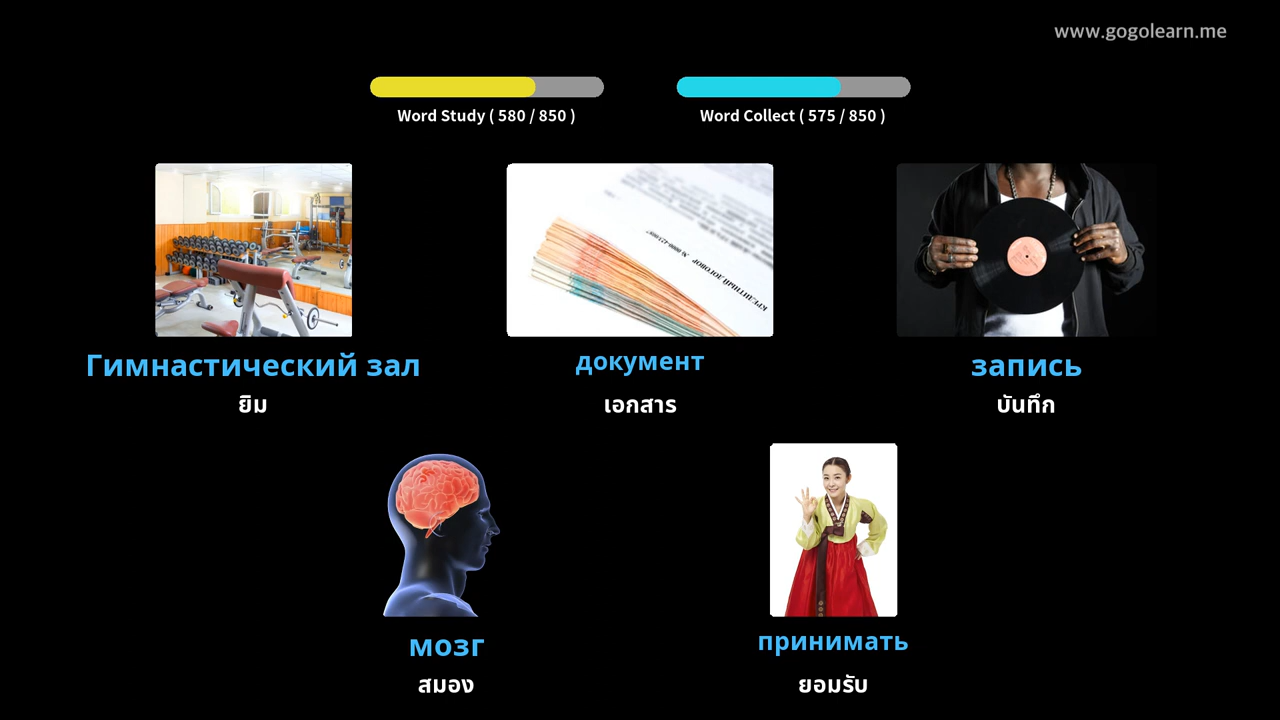 www.gogolearn.me
Word Study ( 580 / 850 )
Word Collect ( 575 / 850 )
КРЕДИТНЫЙ ДОГОВОР
Гимнастический зал
документ
запись
ยิม
เอกสาร
บันทึก
мозг
принимать
สมอง
ยอมรับ